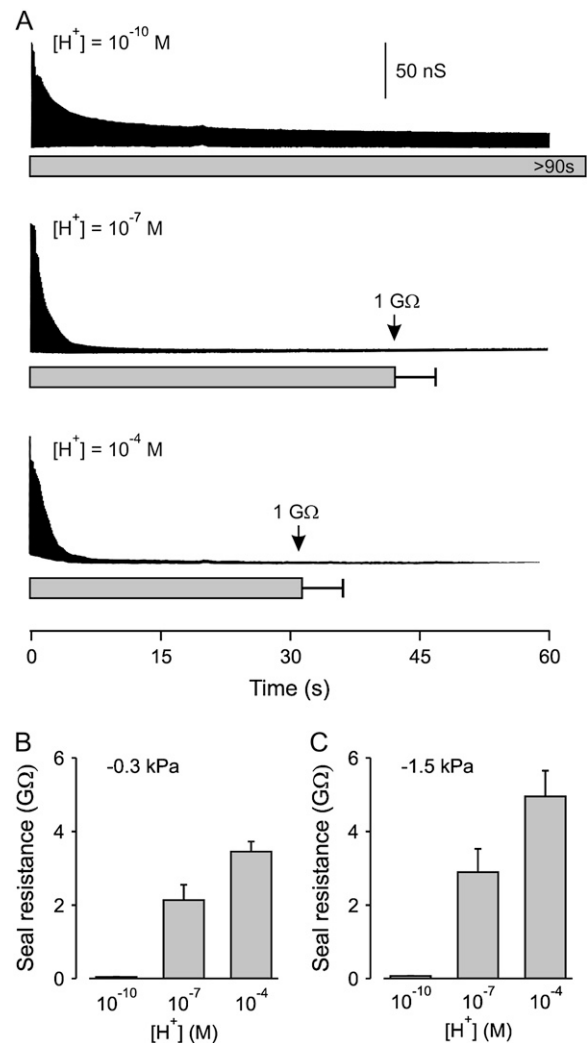 A
[H⁺] = 10⁻¹⁰ M
50 nS
>90s
[H⁺] = 10⁻⁷ M
1 GΩ
[H⁺] = 10⁻⁴ M
1 GΩ
0 15 30 45 60
Time (s)
B
-0.3 kPa
Seal resistance (GΩ)
6
4
2
0
10⁻¹⁰ 10⁻⁷ 10⁻⁴
[H⁺] (M)
C
-1.5 kPa
Seal resistance (GΩ)
6
4
2
0
10⁻¹⁰ 10⁻⁷ 10⁻⁴
[H⁺] (M)